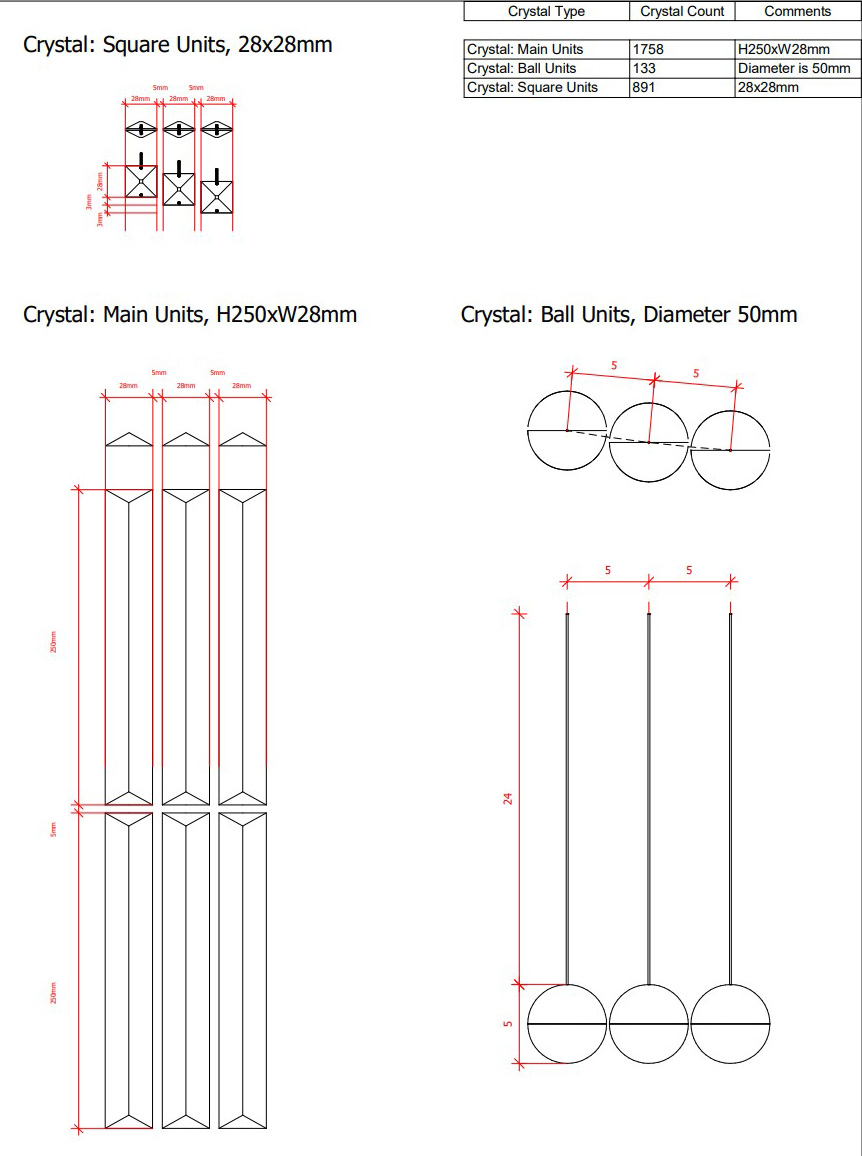 Crystal Type Crystal Count Comments
Crystal: Main Units 1758 H250xW28mm
Crystal: Ball Units 133 Diameter is 50mm
Crystal: Square Units 891 28x28mm
Crystal: Square Units, 28x28mm
5mm 5mm
28mm 28mm 28mm
28mm
3mm
3mm
Crystal: Main Units, H250xW28mm
5mm 5mm
28mm 28mm 28mm
250mm
5mm
250mm
Crystal: Ball Units, Diameter 50mm
5 5
5 5
24
5